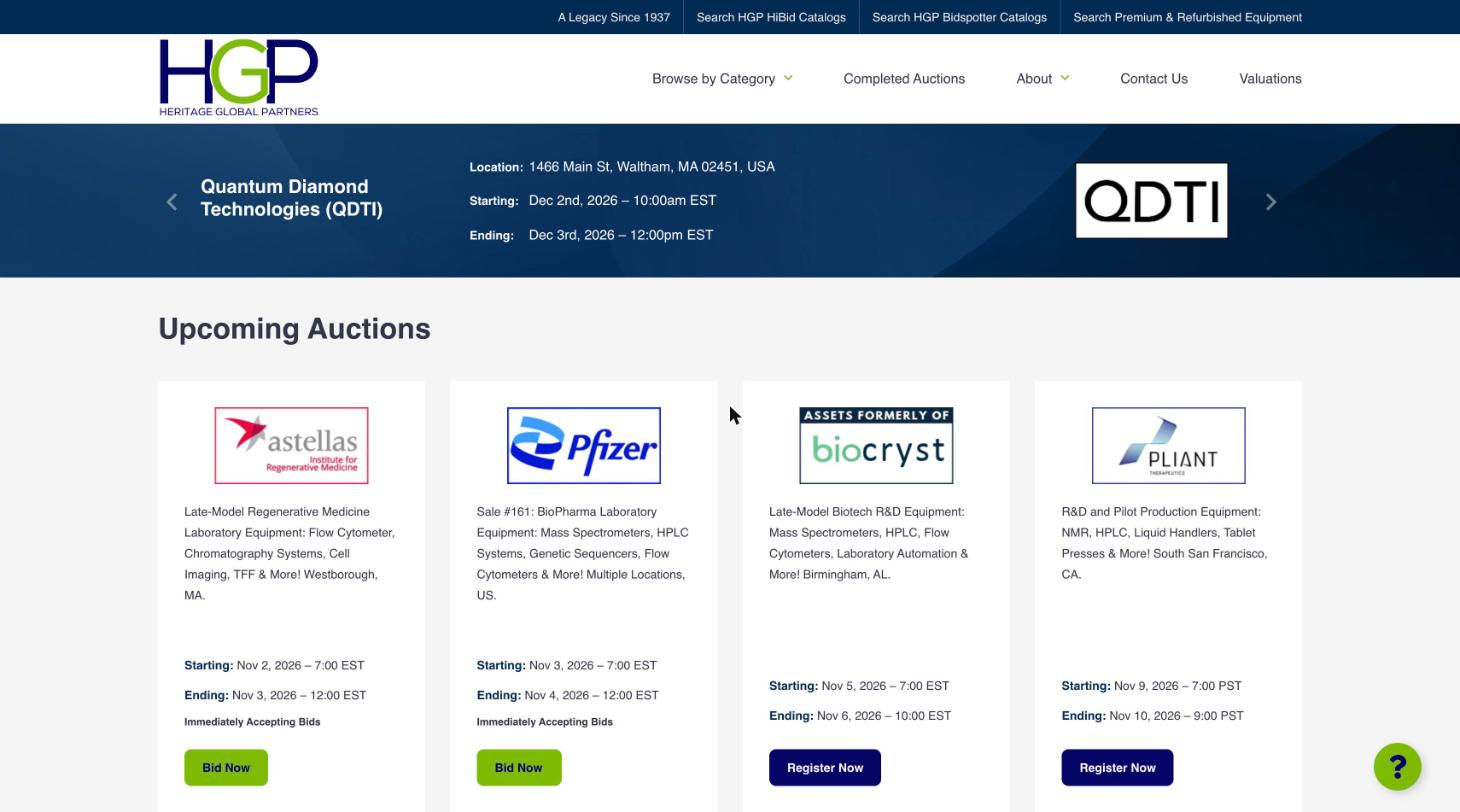 A Legacy Since 1937
Search HGP HiBid Catalogs
Search HGP Bidspotter Catalogs
Search Premium & Refurbished Equipment
HGP
HERITAGE GLOBAL PARTNERS
Browse by Category
Completed Auctions
About
Contact Us
Valuations
Quantum Diamond
Technologies (QDTI)
Location: 1466 Main St, Waltham, MA 02451, USA
Starting: Dec 2nd, 2026 – 10:00am EST
Ending: Dec 3rd, 2026 – 12:00pm EST
QDTI
Upcoming Auctions
astellas
Institute for
Regenerative Medicine
Late-Model Regenerative Medicine
Laboratory Equipment: Flow Cytometer,
Chromatography Systems, Cell
Imaging, TFF & More! Westborough,
MA.
Starting: Nov 2, 2026 – 7:00 EST
Ending: Nov 3, 2026 – 12:00 EST
Immediately Accepting Bids
Bid Now
Pfizer
Sale #161: BioPharma Laboratory
Equipment: Mass Spectrometers, HPLC
Systems, Genetic Sequencers, Flow
Cytometers & More! Multiple Locations,
US.
Starting: Nov 3, 2026 – 7:00 EST
Ending: Nov 4, 2026 – 12:00 EST
Immediately Accepting Bids
Bid Now
ASSETS FORMERLY OF
biocryst
Late-Model Biotech R&D Equipment:
Mass Spectrometers, HPLC, Flow
Cytometers, Laboratory Automation &
More! Birmingham, AL.
Starting: Nov 5, 2026 – 7:00 EST
Ending: Nov 6, 2026 – 10:00 EST
Register Now
PLIANT
THERAPEUTICS
R&D and Pilot Production Equipment:
NMR, HPLC, Liquid Handlers, Tablet
Presses & More! South San Francisco,
CA.
Starting: Nov 9, 2026 – 7:00 PST
Ending: Nov 10, 2026 – 9:00 PST
Register Now
?